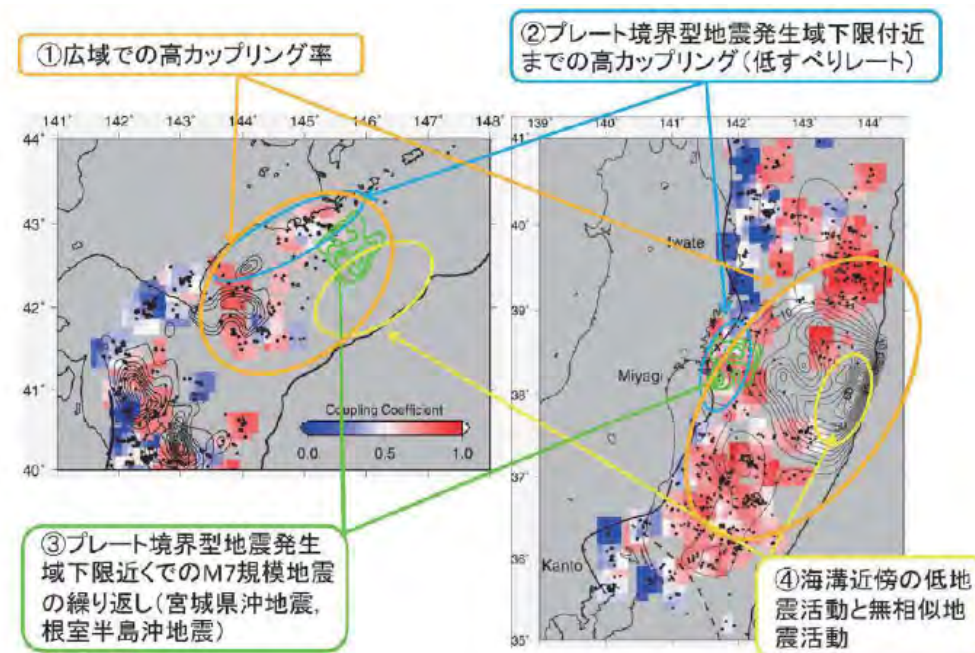 ①広域での高カップリング率
②プレート境界型地震発生域下限付近
までの高カップリング(低すべりレート)
141° 142° 143° 144° 145° 146° 147° 148°
44°
43°
42°
41°
40°
Coupling Coefficient
0.0 0.5 1.0
139° 140° 141° 142° 143° 144°
41°
40°
39°
38°
37°
36°
35°
Iwate
Miyagi
Kanto
③プレート境界型地震発生
域下限近くでのM7規模地震
の繰り返し(宮城県沖地震,
根室半島沖地震)
④海溝近傍の低地
震活動と無相似地
震活動